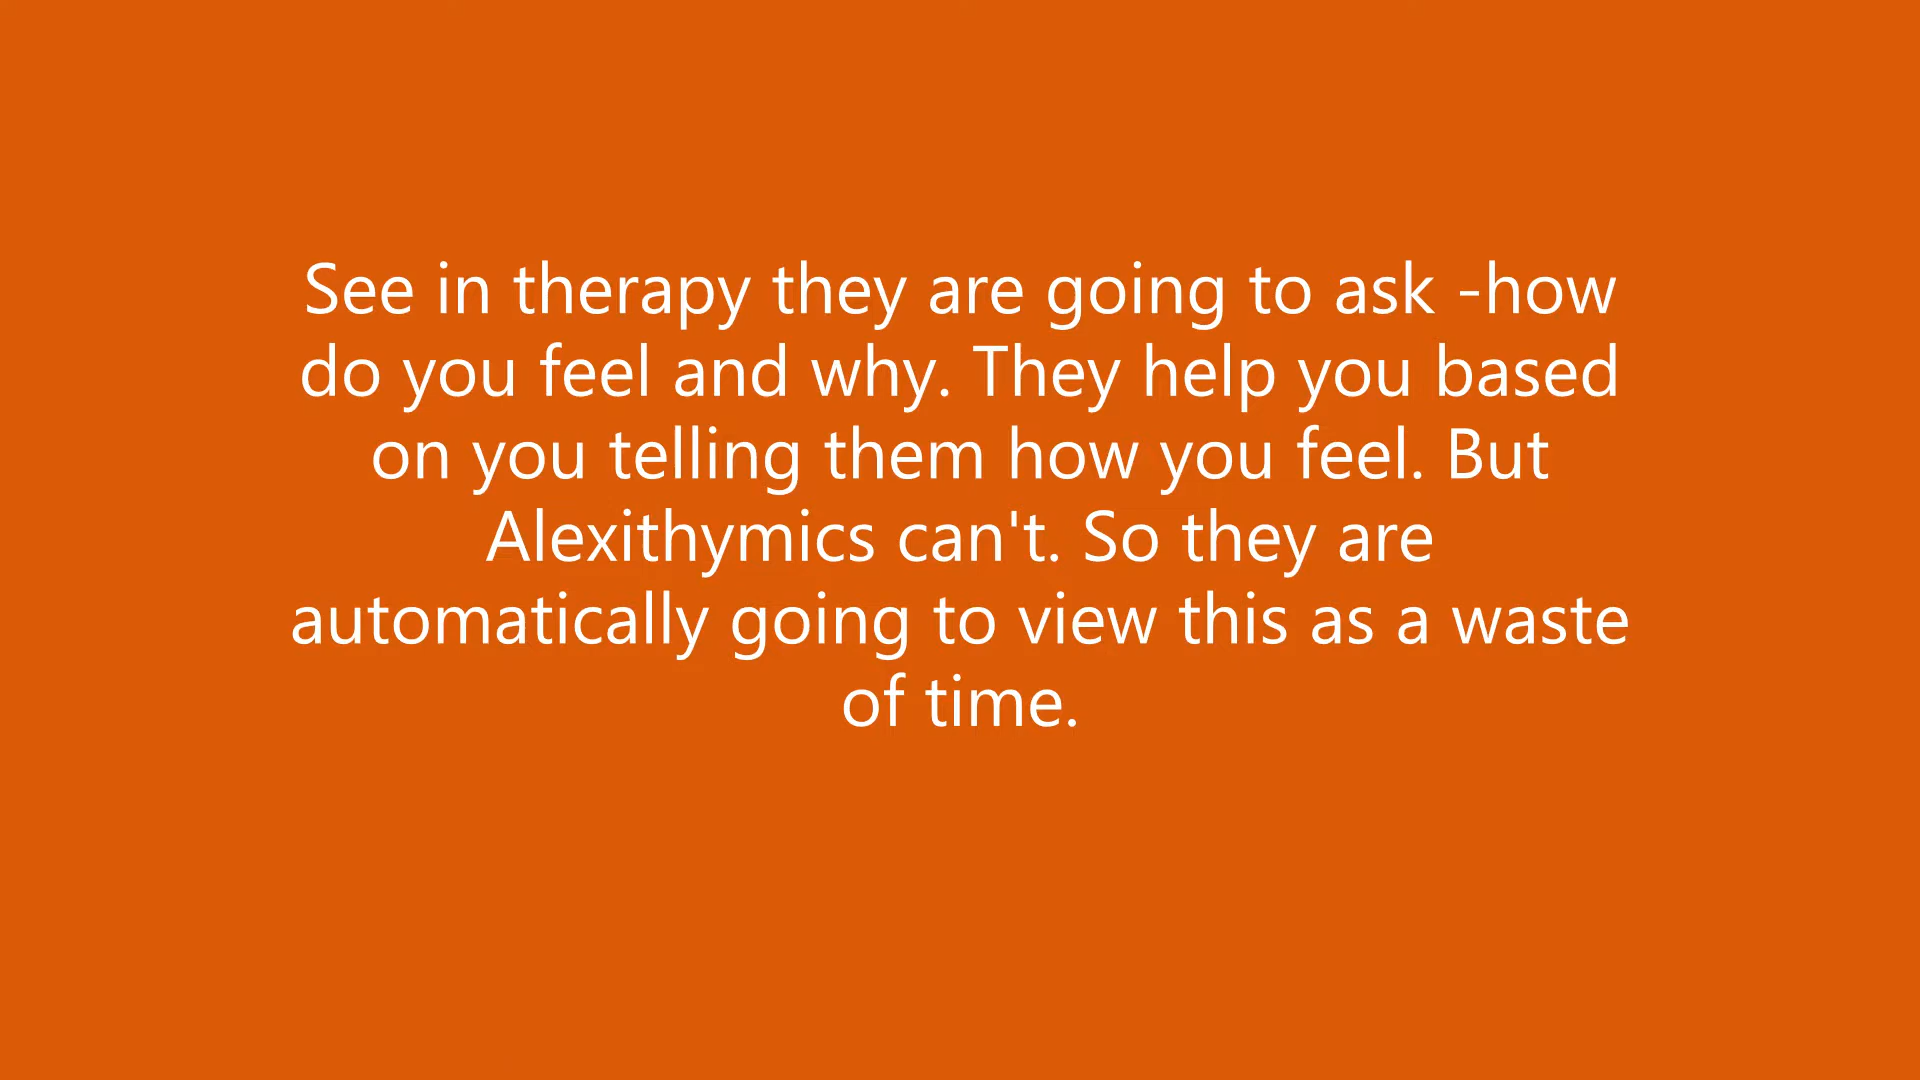 See in therapy they are going to ask -how
do you feel and why. They help you based
on you telling them how you feel. But
Alexithymics can't. So they are
automatically going to view this as a waste
of time.